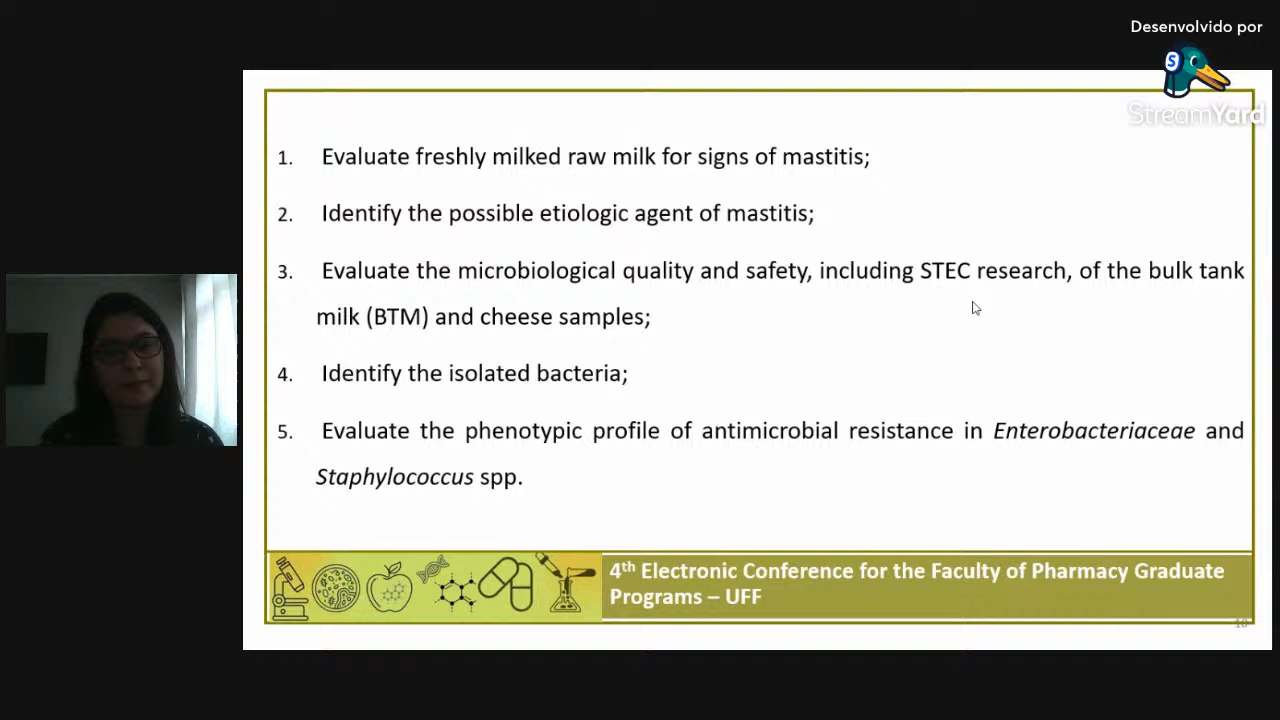 Desenvolvido por
StreamYard
1. Evaluate freshly milked raw milk for signs of mastitis;
2. Identify the possible etiologic agent of mastitis;
3. Evaluate the microbiological quality and safety, including STEC research, of the bulk tank
milk (BTM) and cheese samples;
4. Identify the isolated bacteria;
5. Evaluate the phenotypic profile of antimicrobial resistance in Enterobacteriaceae and
Staphylococcus spp.
4th Electronic Conference for the Faculty of Pharmacy Graduate
Programs – UFF